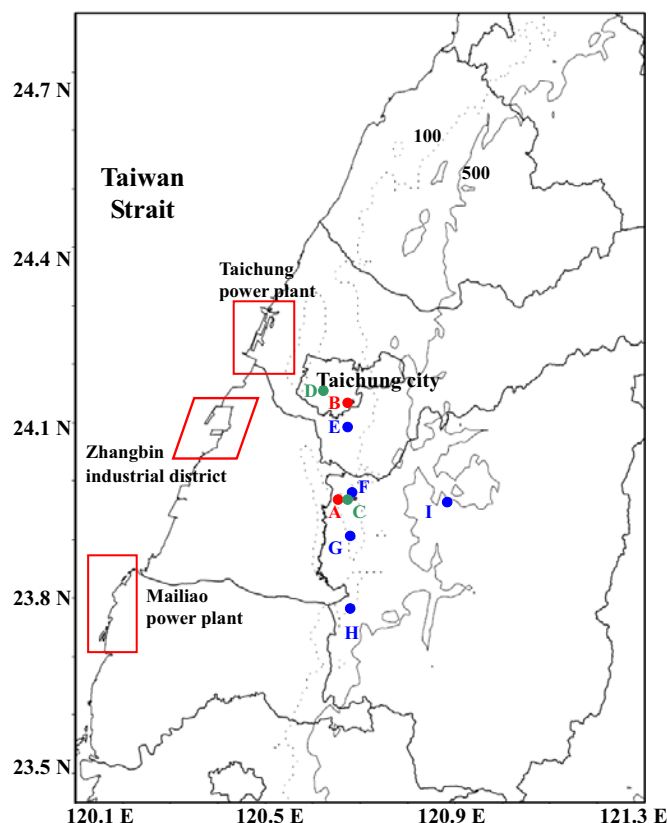 24.7 N
100
500
Taiwan
Strait
24.4 N
Taichung
power plant
Taichung city
D
B
24.1 N
E
Zhangbin
industrial district
F
A
C
I
G
23.8 N
Mailiao
power plant
H
23.5 N
120.1 E
120.5 E
120.9 E
121.3 E